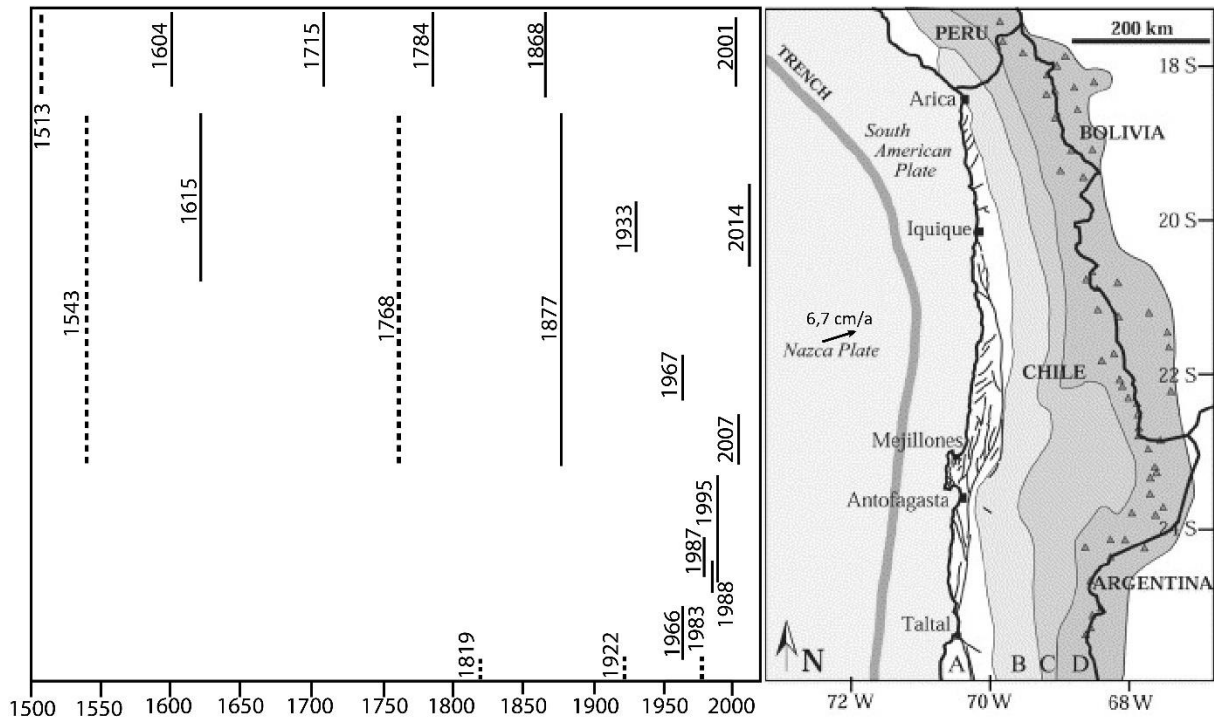 1513
1604
1715
1784
1868
2001
1543
1615
1768
1877
1933
2014
1967
2007
1995
1987
1988
1966
1983
1819
1922
1500
1550
1600
1650
1700
1750
1800
1850
1900
1950
2000
PERU
200 km
18 S
TRENCH
Arica
South
American
Plate
BOLIVIA
20 S
Iquique
6,7 cm/a
Nazca Plate
CHILE
22 S
Mejillones
Antofagasta
24 S
ARGENTINA
Taltal
N
A
B
C
D
72 W
70 W
68 W